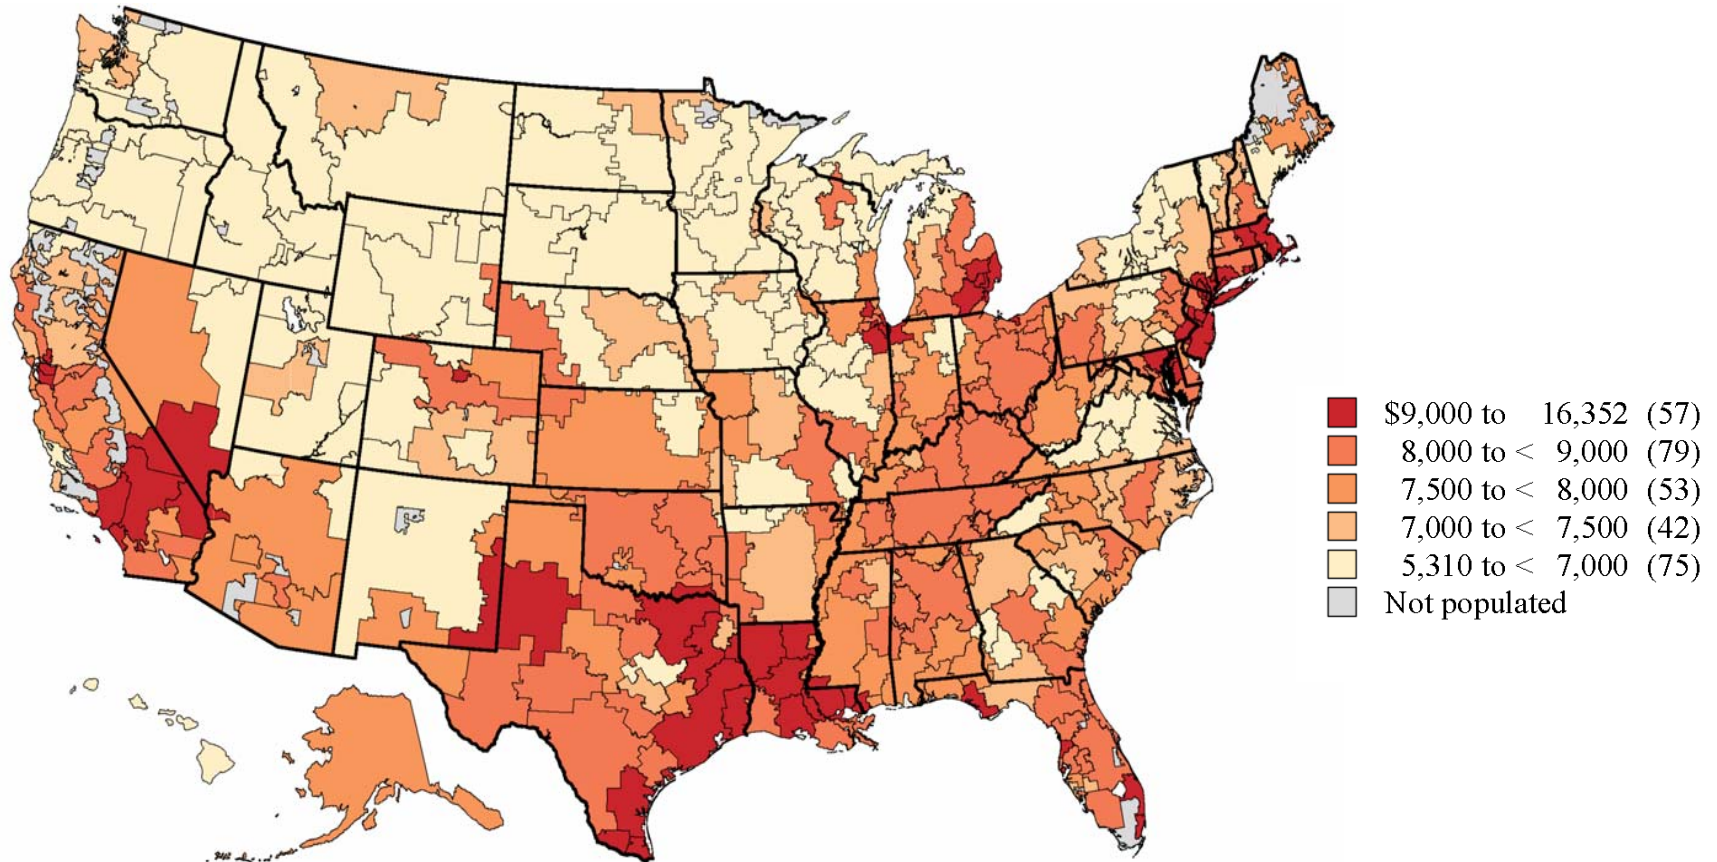 $9,000 to 16,352 (57)
8,000 to < 9,000 (79)
7,500 to < 8,000 (53)
7,000 to < 7,500 (42)
5,310 to < 7,000 (75)
Not populated